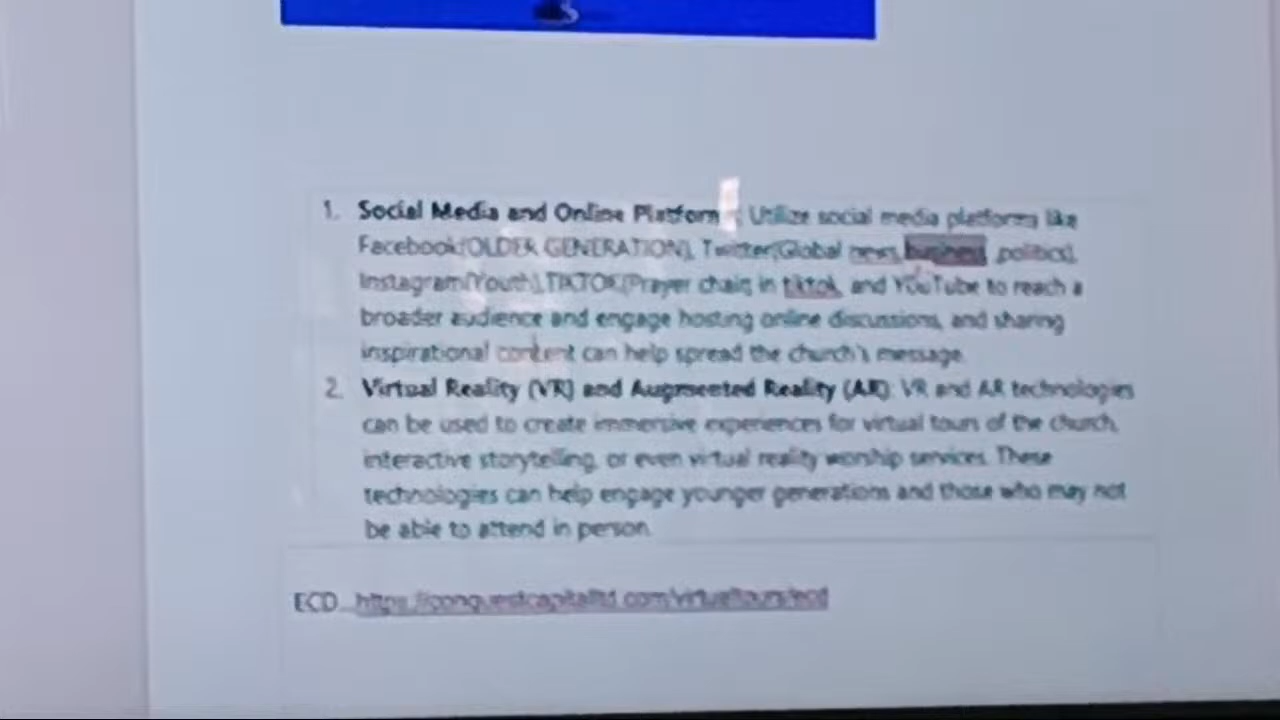 1. Social Media and Online Platform : Utilize social media platforms like
Facebook(OLDER GENERATION), Twitter(Global news, business ,politics),
Instagram(Youth),TIKTOK(Prayer chain in tiktok, and YouTube to reach a
broader audience and engage hosting online discussions, and sharing
inspirational content can help spread the church's message.
2. Virtual Reality (VR) and Augmented Reality (AR): VR and AR technologies
can be used to create immersive experiences for virtual tours of the church,
interactive storytelling, or even virtual reality worship services. These
technologies can help engage younger generations and those who may not
be able to attend in person.
ECD https://conquestcapitalltd.com/virtualtours/ecd